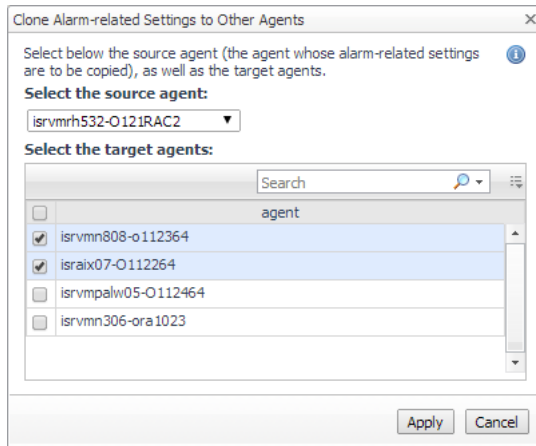 Clone Alarm-related Settings to Other Agents
Select below the source agent (the agent whose alarm-related settings
are to be copied), as well as the target agents.
Select the source agent:
isrvmrh532-O121RAC2
Select the target agents:
Search
agent
isrvmn808-o112364
israix07-O112264
isrvmpalw05-O112464
isrvmn306-ora1023
Apply Cancel